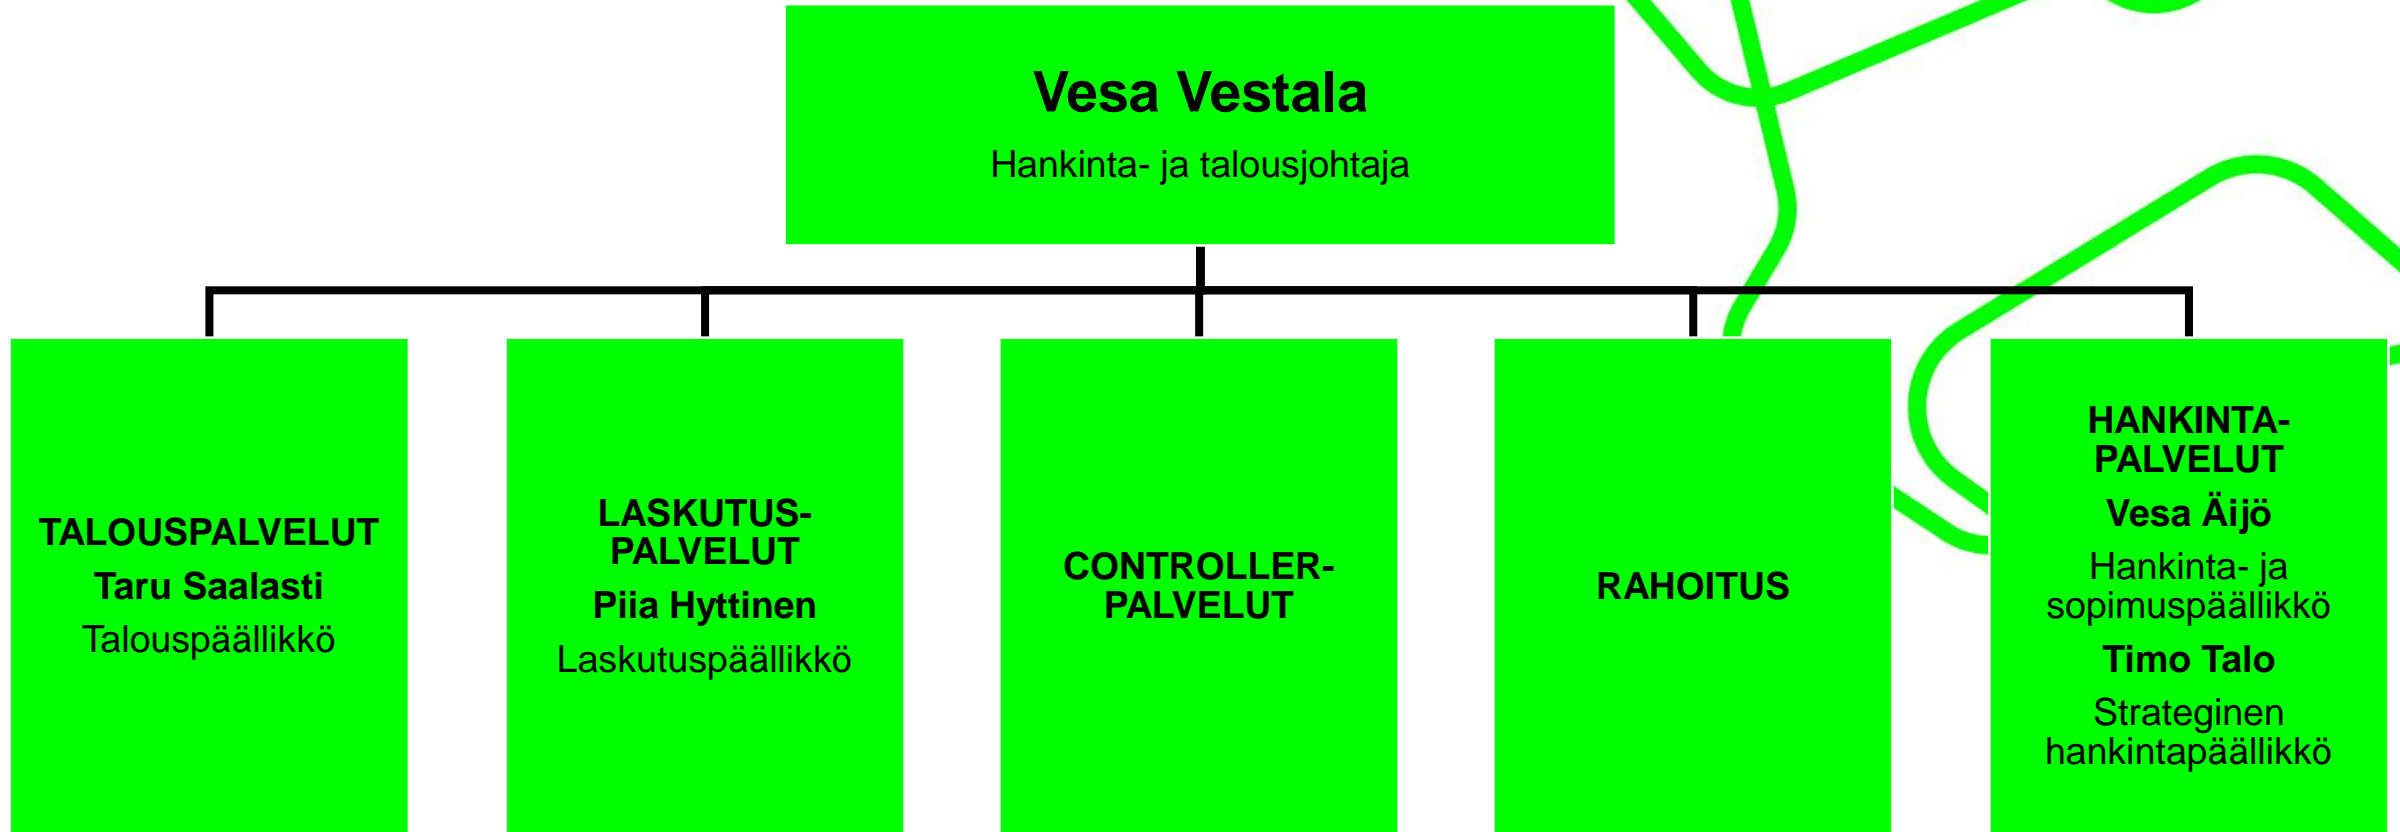 Vesa Vestala
Hankinta- ja talousjohtaja
TALOUSPALVELUT
Taru Saalasti
Talouspäällikkö
LASKUTUS-
PALVELUT
Piia Hyttinen
Laskutuspäällikkö
CONTROLLER-
PALVELUT
RAHOITUS
HANKINTA-
PALVELUT
Vesa Äijö
Hankinta- ja
sopimuspäällikkö
Timo Talo
Strateginen
hankintapäällikkö